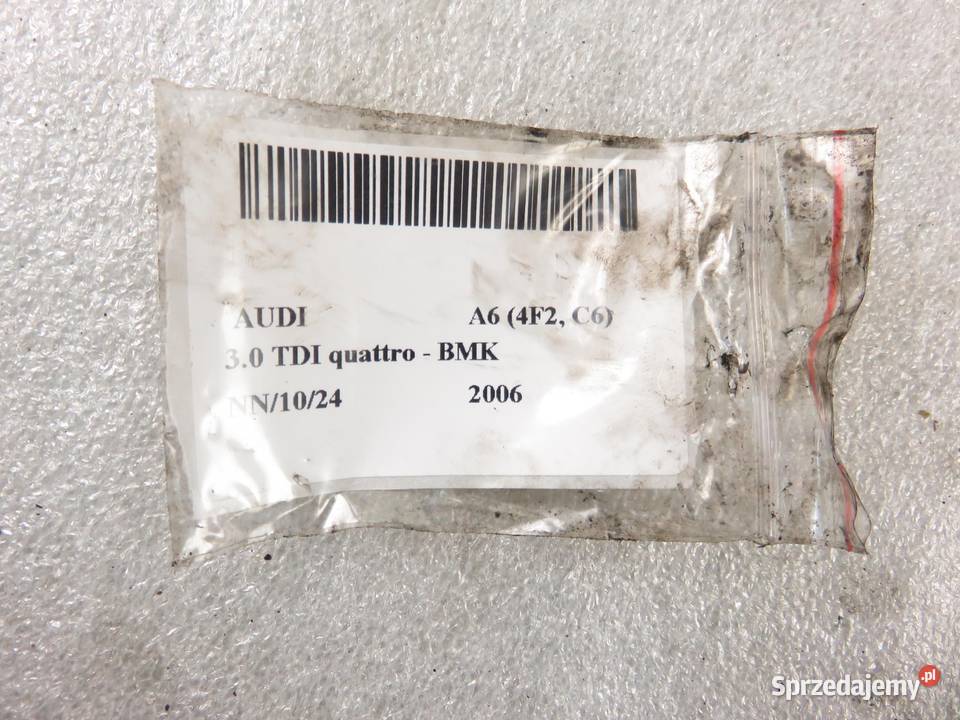 AUDI A6 (4F2, C6)
3.0 TDI quattro - BMK
NN/10/24 2006
Sprzedajemy.pl